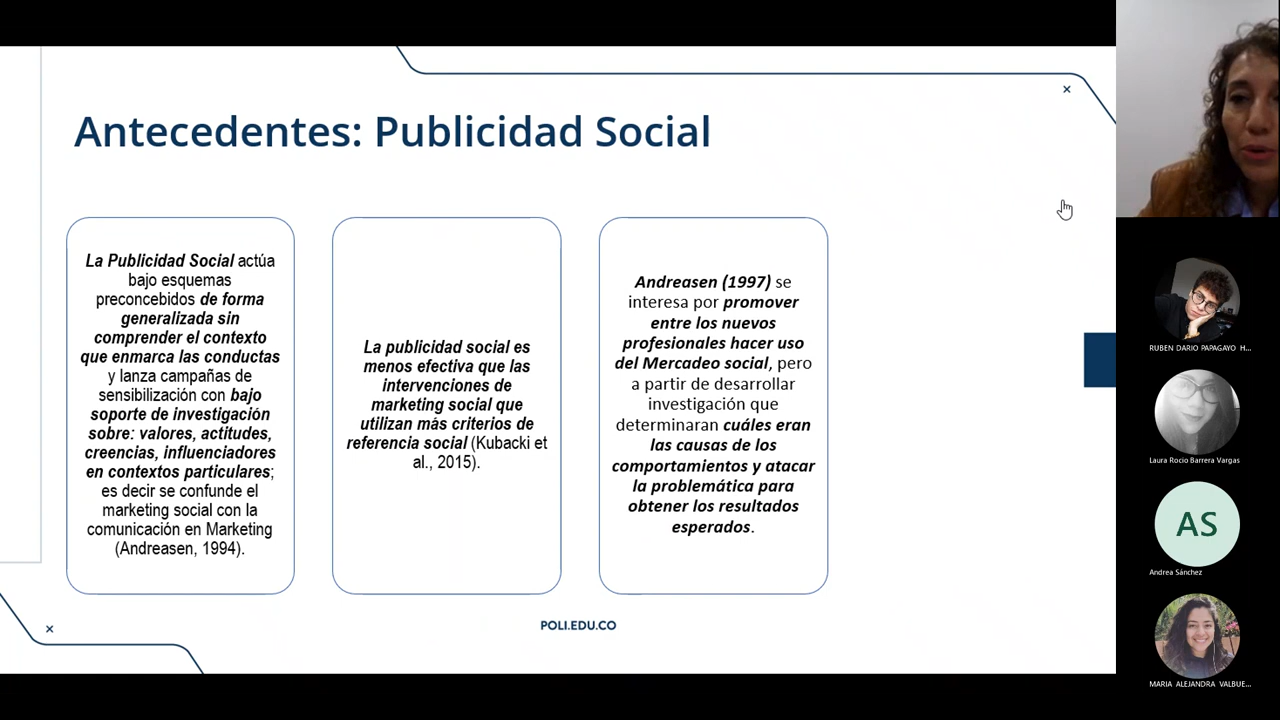 Antecedentes: Publicidad Social
La Publicidad Social actúa
bajo esquemas
preconcebidos de forma
generalizada sin
comprender el contexto
que enmarca las conductas
y lanza campañas de
sensibilización con bajo
soporte de investigación
sobre: valores, actitudes,
creencias, influenciadores
en contextos particulares;
es decir se confunde el
marketing social con la
comunicación en Marketing
(Andreasen, 1994).
La publicidad social es
menos efectiva que las
intervenciones de
marketing social que
utilizan más criterios de
referencia social (Kubacki et
al., 2015).
Andreasen (1997) se
interesa por promover
entre los nuevos
profesionales hacer uso
del Mercadeo social, pero
a partir de desarrollar
investigación que
determinaran cuáles eran
las causas de los
comportamientos y atacar
la problemática para
obtener los resultados
esperados.
POLI.EDU.CO
RUBEN DARIO PAPAGAYO H...
Laura Rocio Barrera Vargas
AS
Andrea Sánchez
MARIA ALEJANDRA VALBUE...